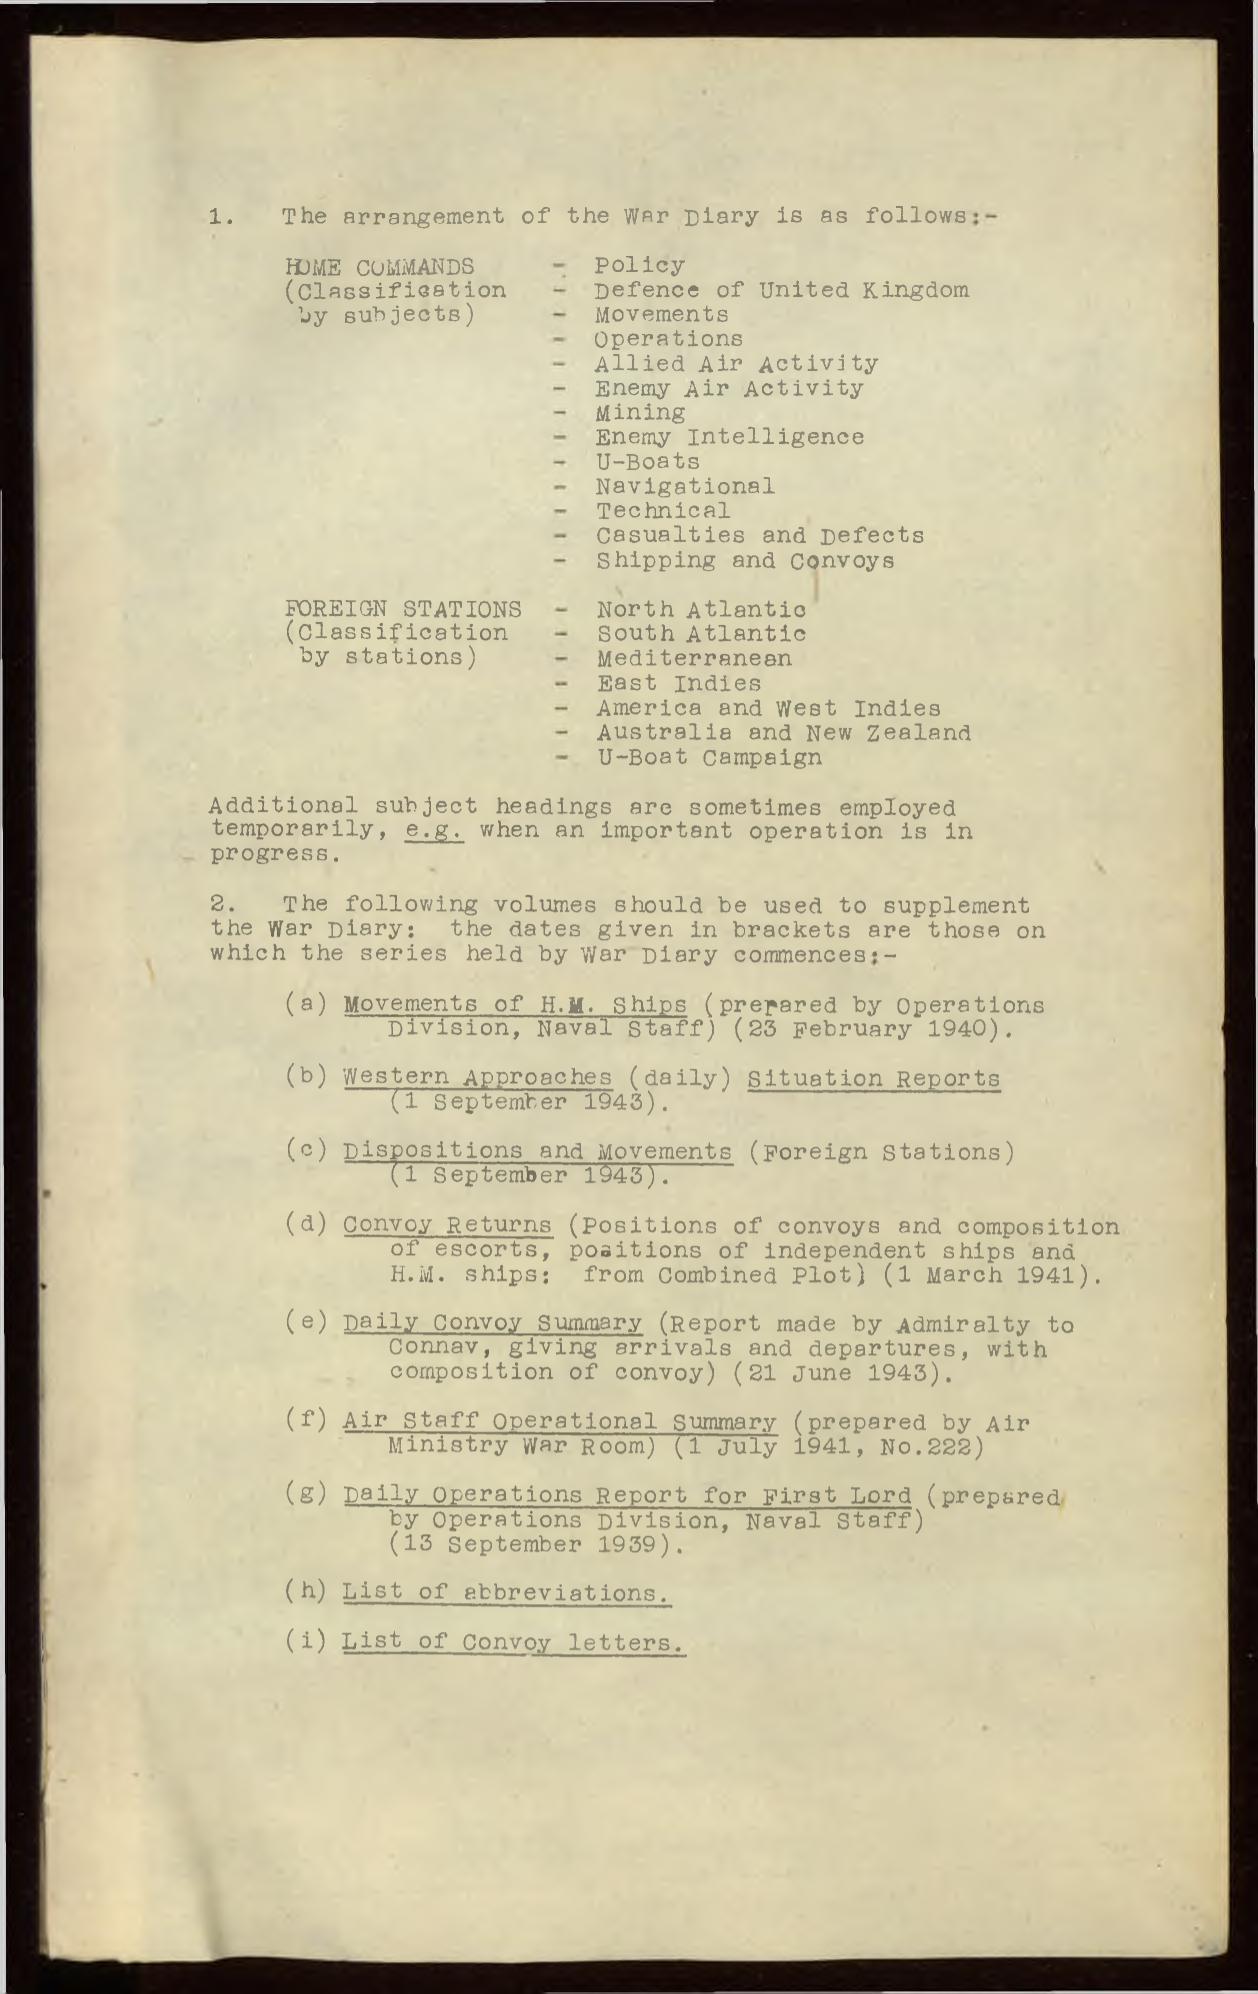 1. The arrangement of the War Diary is as follows:-
HOME COMMANDS - Policy
(Classification - Defence of United Kingdom
by subjects) - Movements
- Operations
- Allied Air Activity
- Enemy Air Activity
- Mining
- Enemy Intelligence
- U-Boats
- Navigational
- Technical
- Casualties and Defects
- Shipping and Convoys
FOREIGN STATIONS - North Atlantic
(Classification - South Atlantic
by stations) - Mediterranean
- East Indies
- America and West Indies
- Australia and New Zealand
- U-Boat Campaign
Additional subject headings are sometimes employed
temporarily, e.g. when an important operation is in
progress.
2. The following volumes should be used to supplement
the War Diary: the dates given in brackets are those on
which the series held by War Diary commences:-
(a) Movements of H.M. Ships (prepared by Operations
Division, Naval Staff) (23 February 1940).
(b) Western Approaches (daily) Situation Reports
(1 September 1943).
(c) Dispositions and Movements (Foreign Stations)
(1 September 1943).
(d) Convoy Returns (Positions of convoys and composition
of escorts, positions of independent ships and
H.M. ships: from Combined Plot) (1 March 1941).
(e) Daily Convoy Summary (Report made by Admiralty to
Connav, giving arrivals and departures, with
composition of convoy) (21 June 1943).
(f) Air Staff Operational Summary (prepared by Air
Ministry War Room) (1 July 1941, No.222)
(g) Daily Operations Report for First Lord (prepared
by Operations Division, Naval Staff)
(13 September 1939).
(h) List of abbreviations.
(i) List of Convoy letters.